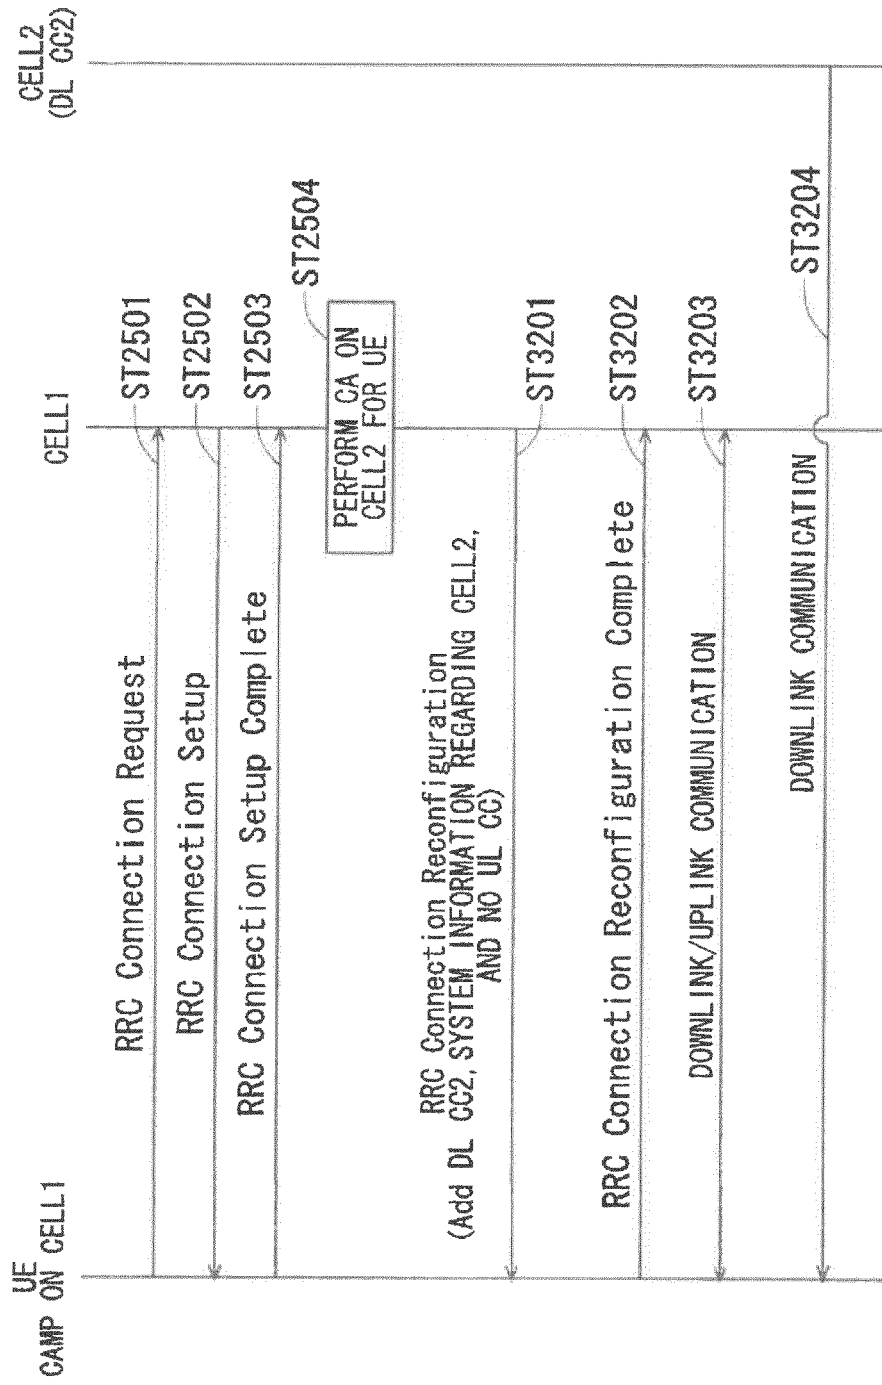 UE
CAMP ON CELL1
CELL1
CELL2
(DL CC2)
RRC Connection Request
ST2501
RRC Connection Setup
ST2502
RRC Connection Setup Complete
ST2503
PERFORM CA ON
CELL2 FOR UE
ST2504
RRC Connection Reconfiguration
(Add DL CC2, SYSTEM INFORMATION REGARDING CELL2,
AND NO UL CC)
ST3201
RRC Connection Reconfiguration Complete
ST3202
DOWNLINK/UPLINK COMMUNICATION
ST3203
DOWNLINK COMMUNICATION
ST3204